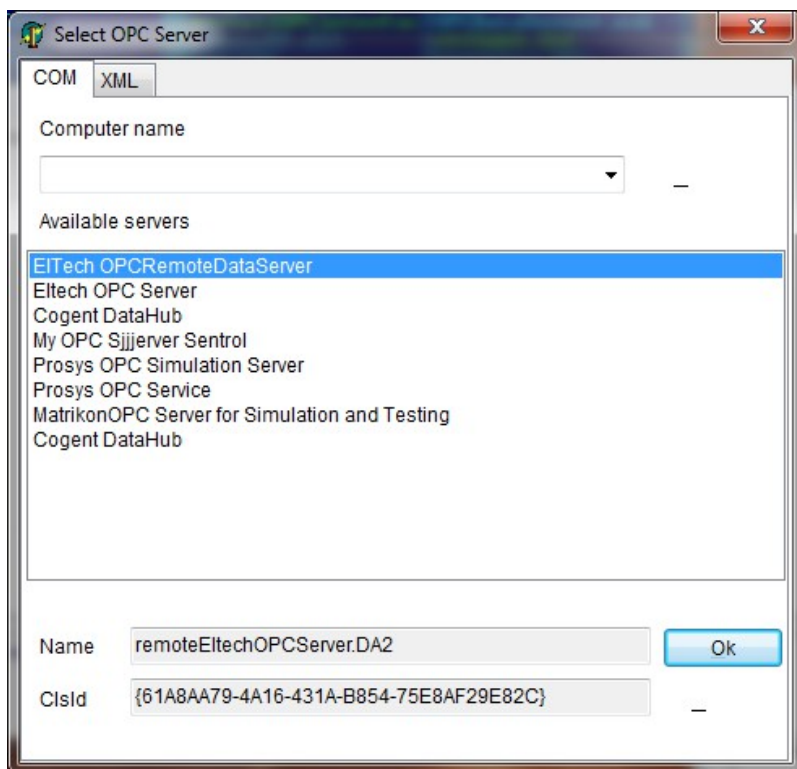 Select OPC Server
COM XML
Computer name
Available servers
ElTech OPCRemoteDataServer
Eltech OPC Server
Cogent DataHub
My OPC Sjjjerver Sentrol
Prosys OPC Simulation Server
Prosys OPC Service
MatrikonOPC Server for Simulation and Testing
Cogent DataHub
Name remoteEltechOPCServer.DA2 Ok
ClsId {61A8AA79-4A16-431A-B854-75E8AF29E82C}